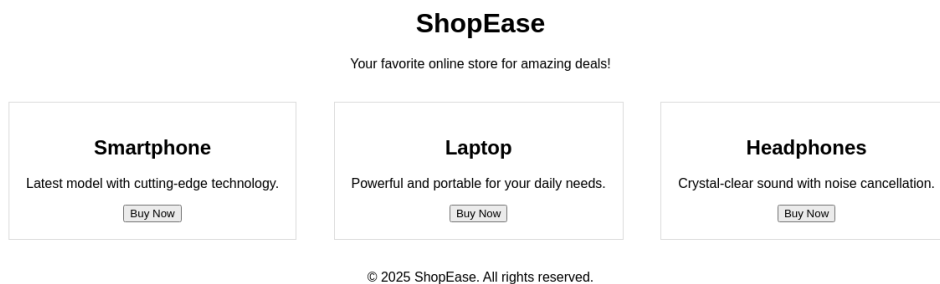 ShopEase
Your favorite online store for amazing deals!
Smartphone
Latest model with cutting-edge technology.
Buy Now
Laptop
Powerful and portable for your daily needs.
Buy Now
Headphones
Crystal-clear sound with noise cancellation.
Buy Now
© 2025 ShopEase. All rights reserved.